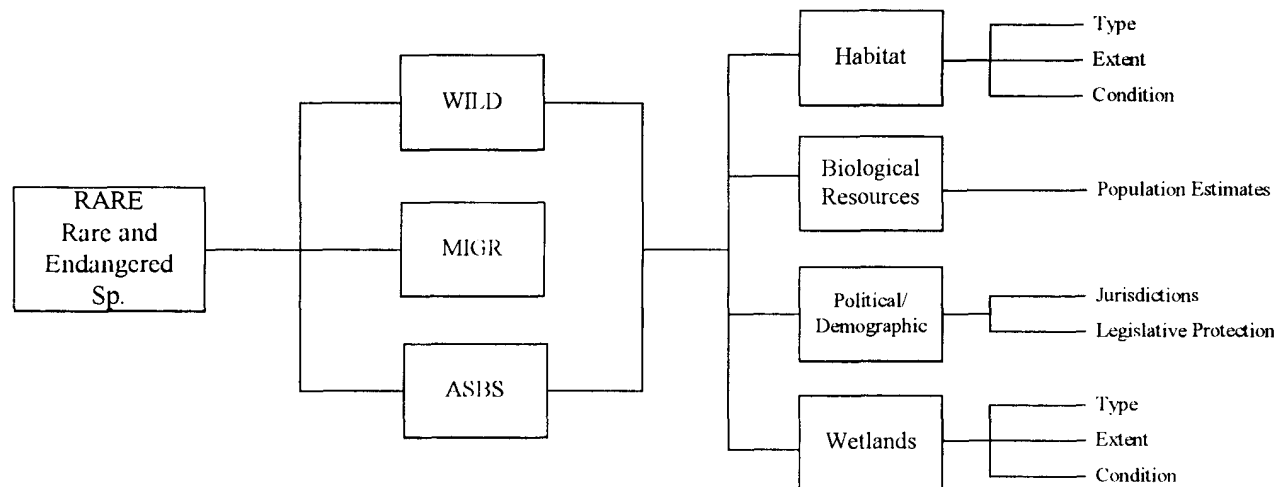 RARE
Rare and
Endangered
Sp.
WILD
MIGR
ASBS
Habitat
Type
Extent
Condition
Biological
Resources
Population Estimates
Political/
Demographic
Jurisdictions
Legislative Protection
Wetlands
Type
Extent
Condition